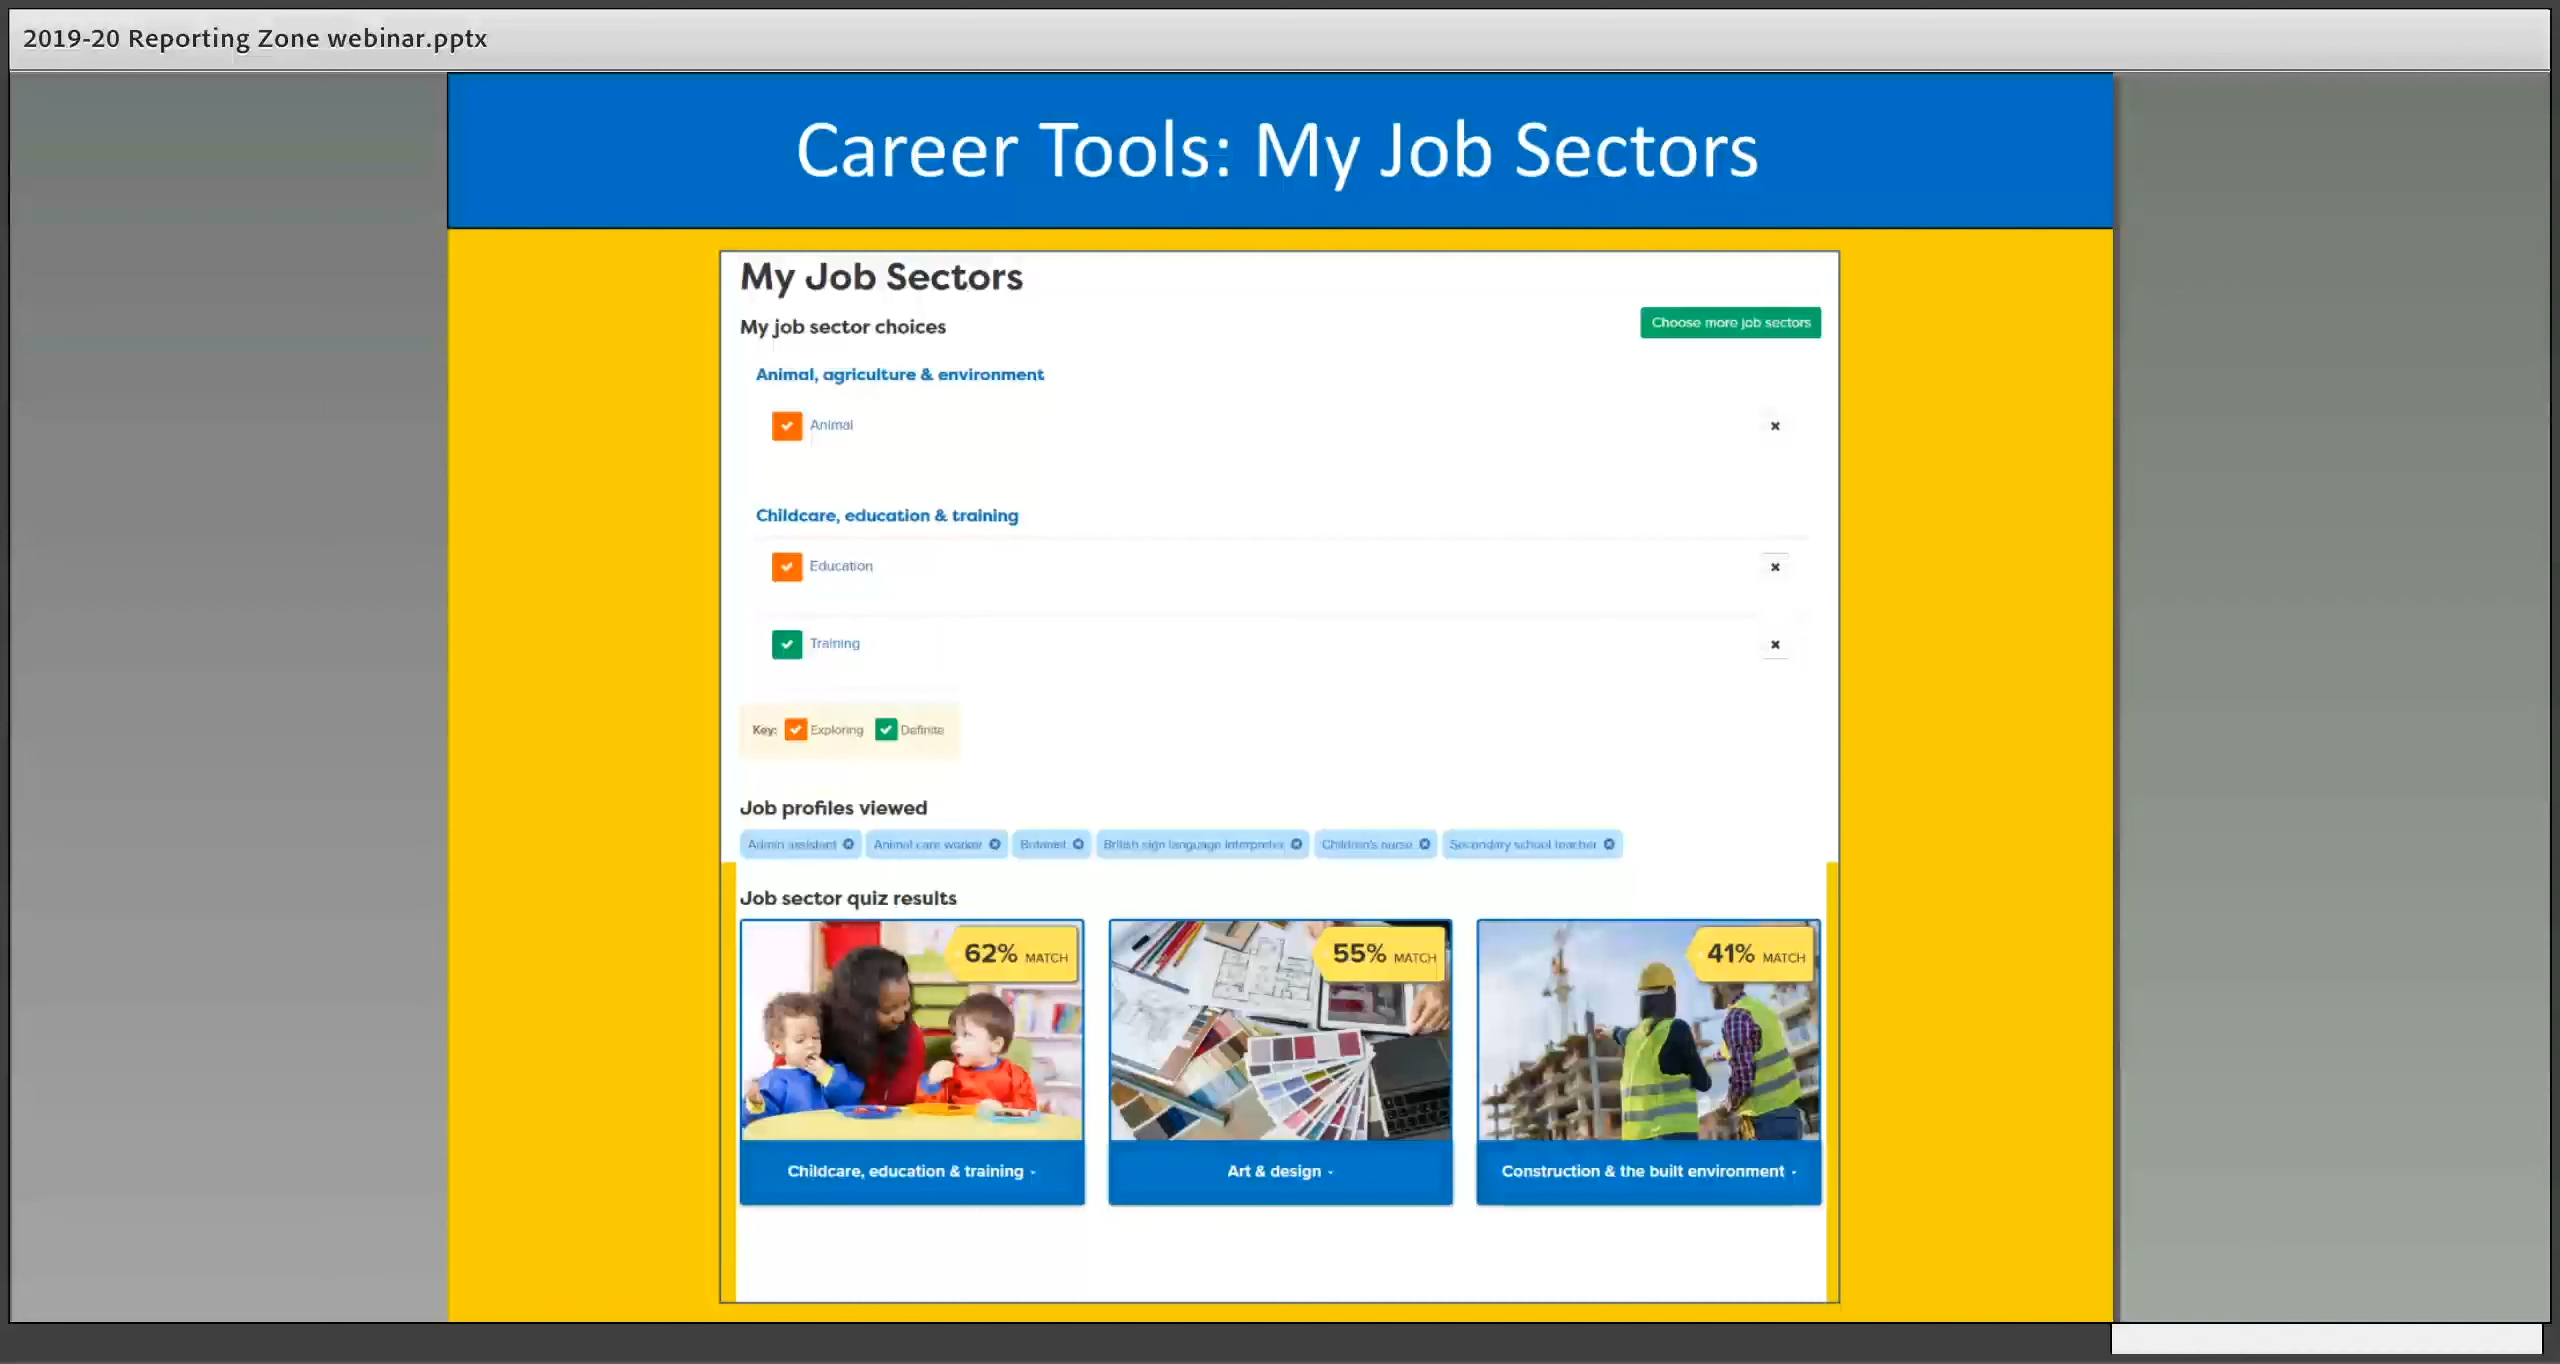 2019-20 Reporting Zone webinar.pptx
Career Tools: My Job Sectors
My Job Sectors
My job sector choices
Choose more job sectors
Animal, agriculture & environment
Animal
Childcare, education & training
Education
Training
Key: Exploring Definite
Job profiles viewed
Admin assistant Animal care worker Botanist British sign language interpreter Children's nurse Secondary school teacher
Job sector quiz results
62% MATCH 55% MATCH 41% MATCH
Childcare, education & training Art & design Construction & the built environment